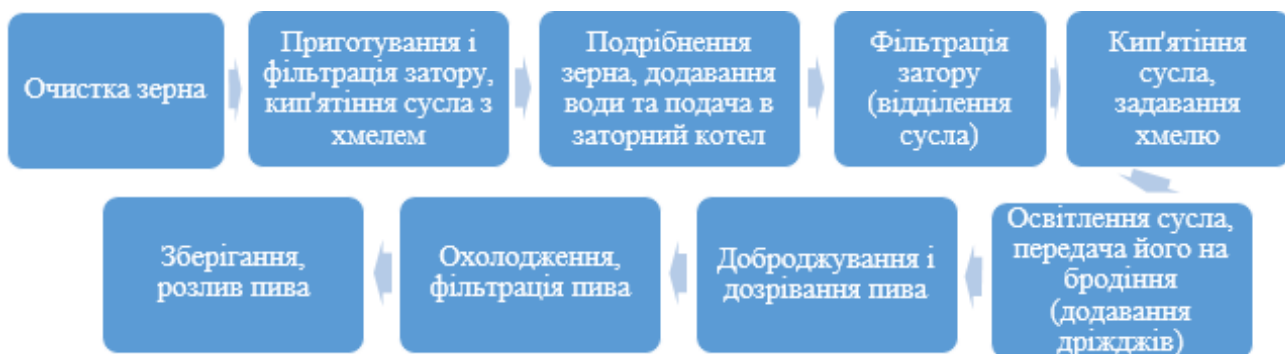 Очистка зерна
Приготування і
фільтрація затору,
кип'ятіння сусла з
хмелем
Подрібнення
зерна, додавання
води та подача в
заторний котел
Фільтрація
затору
(відділення
сусла)
Кип'ятіння
сусла,
задавання
хмелю
Освітлення сусла,
передача його на
бродіння
(додавання
дріжджів)
Доброджування і
дозрівання пива
Охолодження,
фільтрація пива
Зберігання,
розлив пива